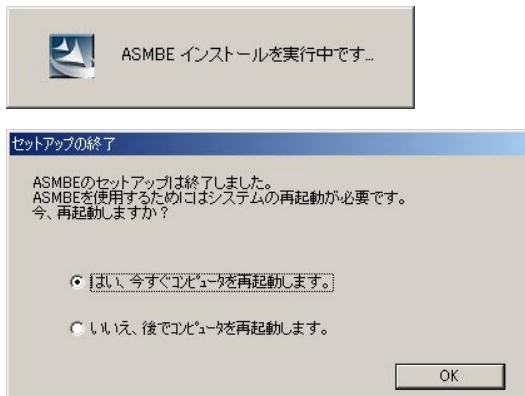 ASMBE インストールを実行中です...
セットアップの終了
ASMBEのセットアップは終了しました。
ASMBEを使用するためにはシステムの再起動が必要です。
今、再起動しますか？
はい、今すぐｺﾝﾋﾟｭｰﾀを再起動します。
いいえ、後でｺﾝﾋﾟｭｰﾀを再起動します。
OK